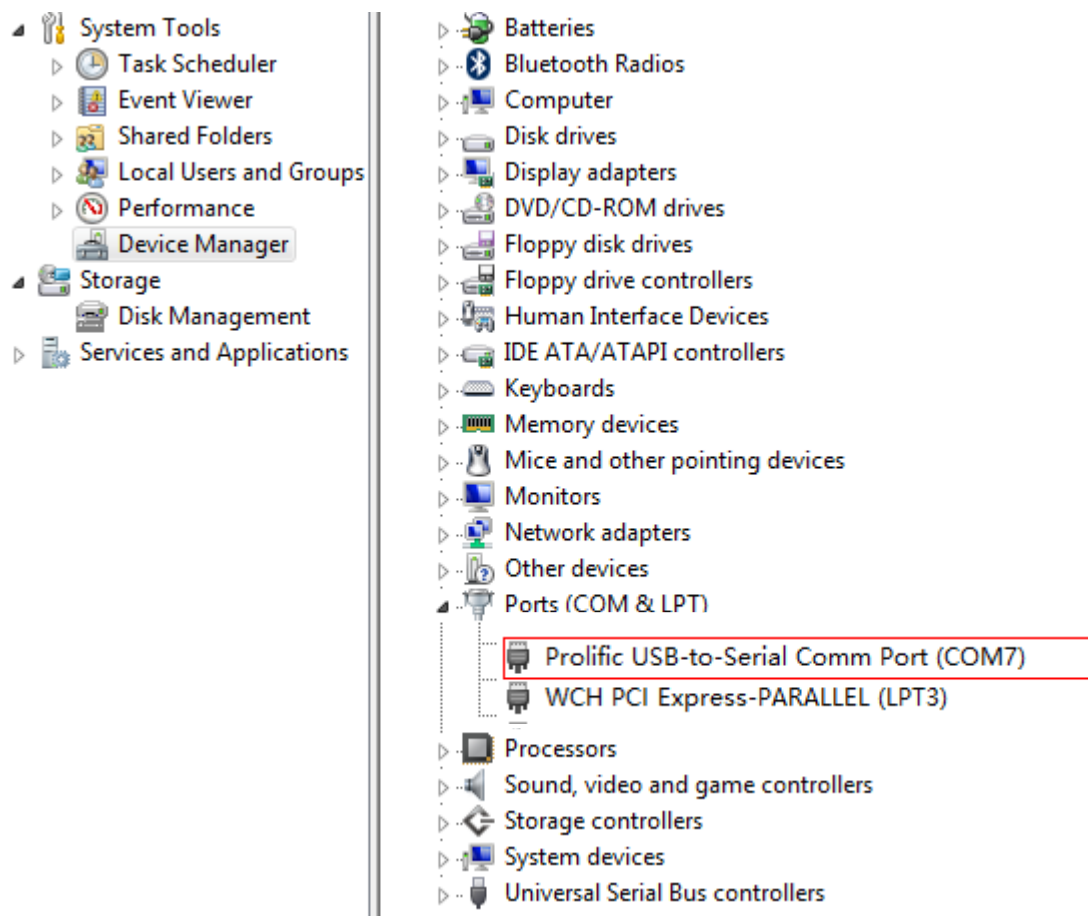 System Tools
Task Scheduler
Event Viewer
Shared Folders
Local Users and Groups
Performance
Device Manager
Storage
Disk Management
Services and Applications
Batteries
Bluetooth Radios
Computer
Disk drives
Display adapters
DVD/CD-ROM drives
Floppy disk drives
Floppy drive controllers
Human Interface Devices
IDE ATA/ATAPI controllers
Keyboards
Memory devices
Mice and other pointing devices
Monitors
Network adapters
Other devices
Ports (COM & LPT)
Prolific USB-to-Serial Comm Port (COM7)
WCH PCI Express-PARALLEL (LPT3)
Processors
Sound, video and game controllers
Storage controllers
System devices
Universal Serial Bus controllers